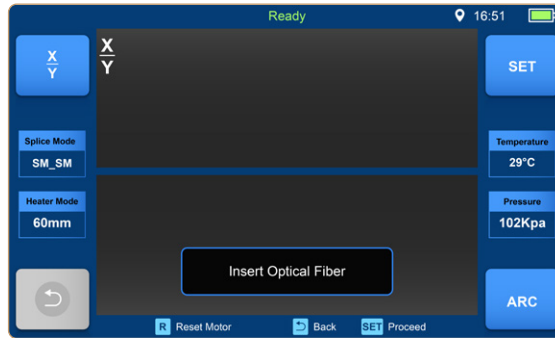 Ready
16:51
X
Y
X
Y
SET
Splice Mode
SM_SM
Temperature
29°C
Heater Mode
60mm
Pressure
102Kpa
Insert Optical Fiber
ARC
R Reset Motor
Back
SET Proceed